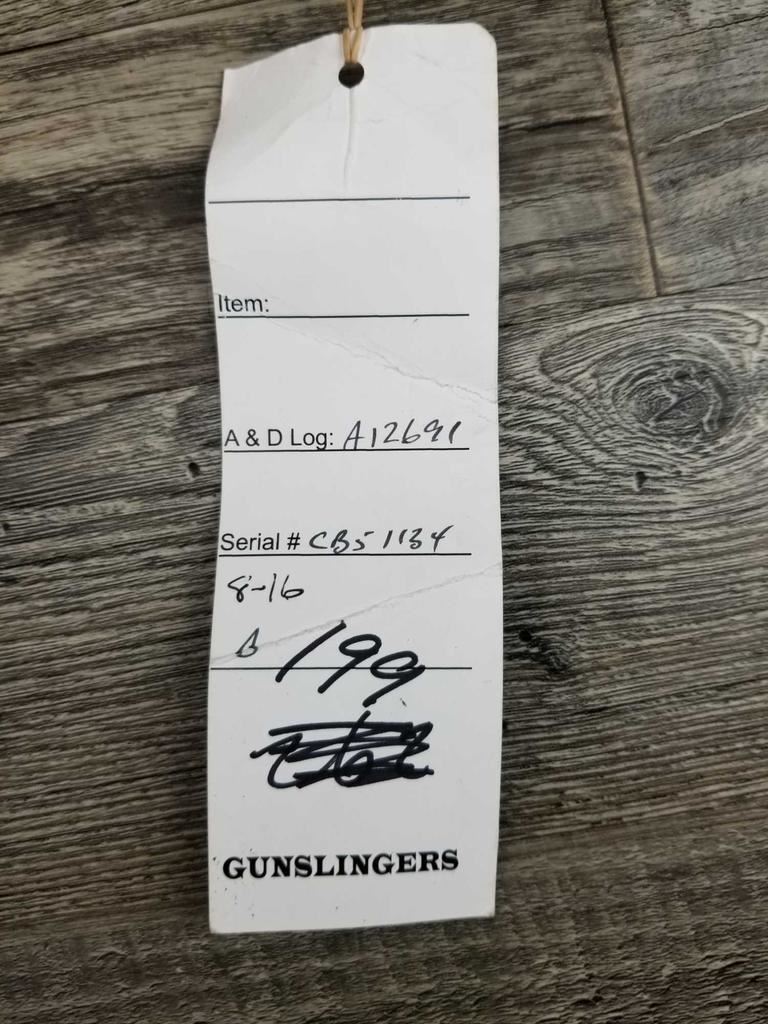 Item:
A & D Log: A12691
Serial # CB51134
8-16
199
GUNSLINGERS